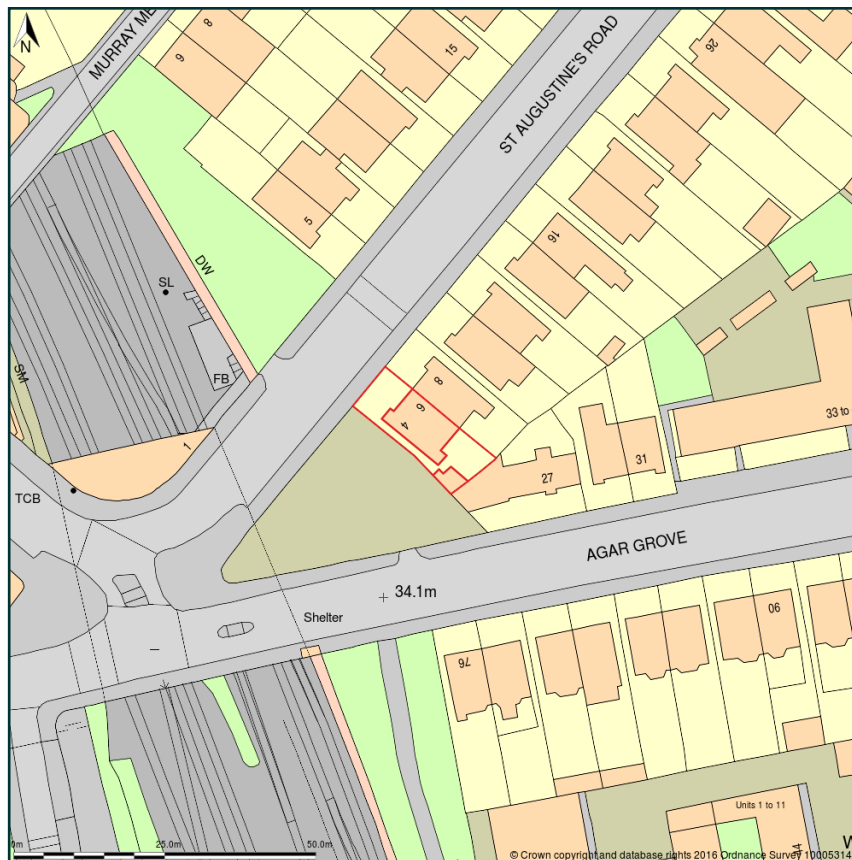 N
MURRAY ME
8
9
15
ST AUGUSTINE'S ROAD
26
5
16
DW
SL
FB
SM
8
6
4
1
TCB
27
31
33 to
AGAR GROVE
34.1m
Shelter
76
90
Units 1 to 11
44
W
25.0m
50.0m
© Crown copyright and database rights 2016 Ordnance Survey 10005314